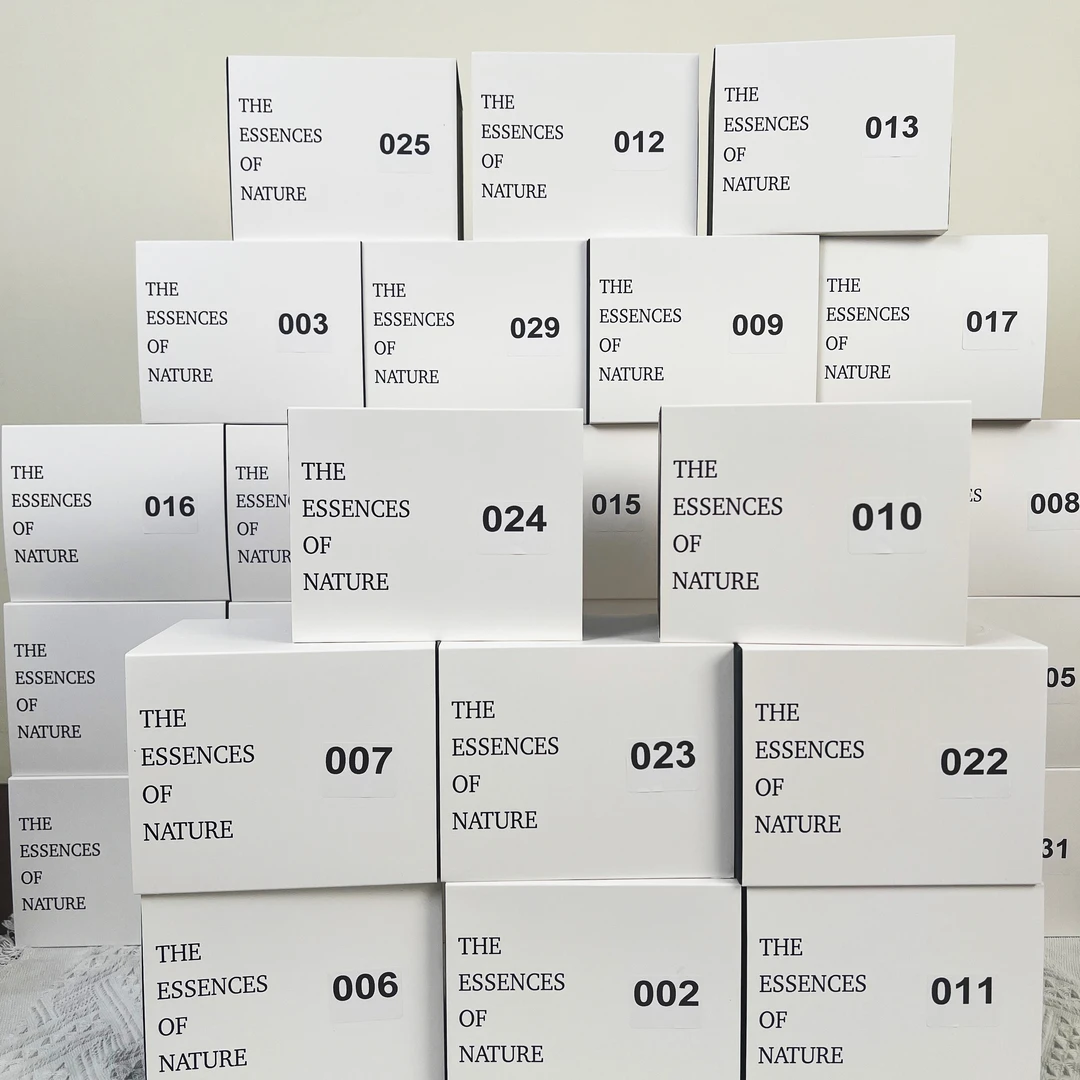 THE
ESSENCES
OF
NATURE
025
THE
ESSENCES
OF
NATURE
012
THE
ESSENCES
OF
NATURE
013
THE
ESSENCES
OF
NATURE
003
THE
ESSENCES
OF
NATURE
029
THE
ESSENCES
OF
NATURE
009
THE
ESSENCES
OF
NATURE
017
THE
ESSENCES
OF
NATURE
016
THE
OF
THE
ESSENCES
OF
NATURE
024
015
THE
ESSENCES
OF
NATURE
010
008
THE
ESSENCES
OF
NATURE
THE
ESSENCES
OF
NATURE
007
THE
ESSENCES
OF
NATURE
023
THE
ESSENCES
OF
NATURE
022
THE
ESSENCES
OF
NATURE
THE
ESSENCES
OF
NATURE
006
THE
ESSENCES
OF
NATURE
002
THE
ESSENCES
OF
NATURE
011